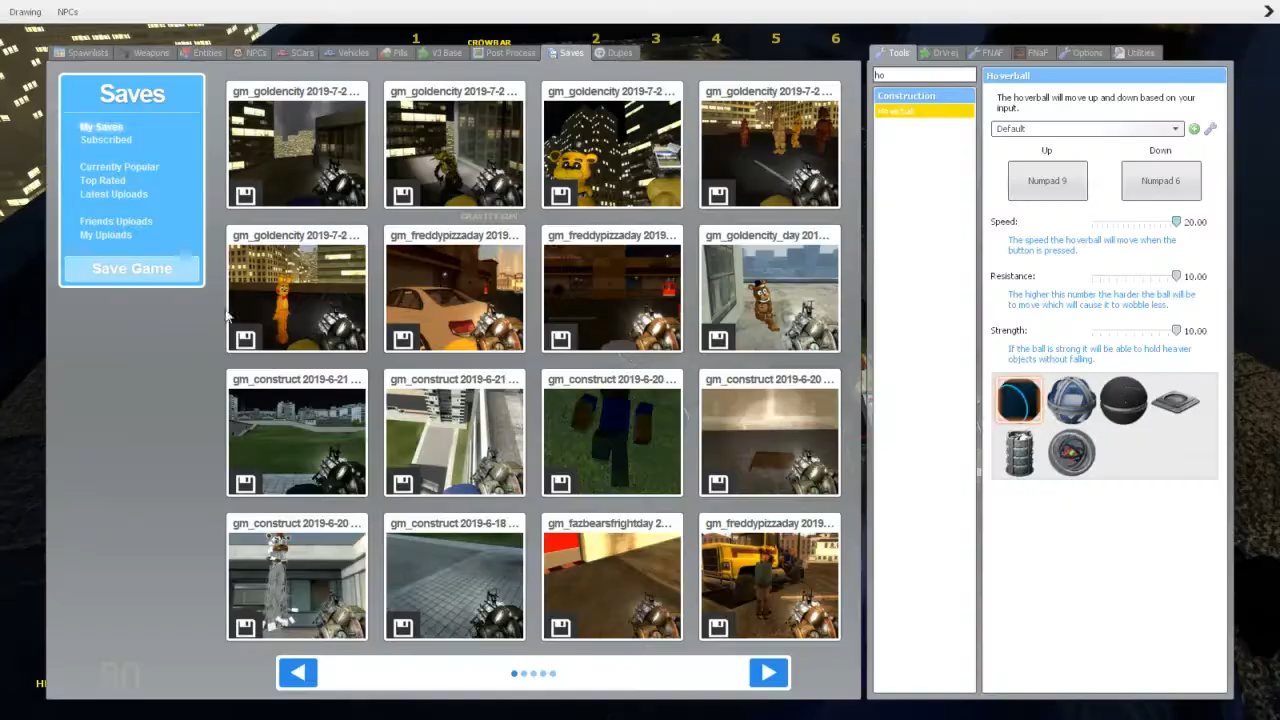 Drawing NPCs
1 2 3 4 5 6
CROWBAR
Spawnlists Weapons Entities NPCs SCars Vehicles Pills VJ Base Post Process Saves Dupes
Tools DrVrej FNAF FNaF Options Utilities
Saves
My Saves
Subscribed
Currently Popular
Top Rated
Latest Uploads
Friends Uploads
My Uploads
Save Game
gm_goldencity 2019-7-2 ... gm_goldencity 2019-7-2 ... gm_goldencity 2019-7-2 ... gm_goldencity 2019-7-2 ...
GRAVITY GUN
gm_goldencity 2019-7-2 ... gm_freddypizzaday 2019... gm_freddypizzaday 2019... gm_goldencity_day 201...
gm_construct 2019-6-21 ... gm_construct 2019-6-21 ... gm_construct 2019-6-20 ... gm_construct 2019-6-20 ...
gm_construct 2019-6-20 ... gm_construct 2019-6-18 ... gm_fazbearsfrightday 2... gm_freddypizzaday 2019...
ho
Construction
Hoverball
Hoverball
The hoverball will move up and down based on your
input.
Default
Up Down
Numpad 9 Numpad 6
Speed: 20.00
The speed the hoverball will move when the
button is pressed.
Resistance: 10.00
The higher this number the harder the ball will be
to move which will cause it to wobble less.
Strength: 10.00
If the ball is strong it will be able to hold heavier
objects without falling.